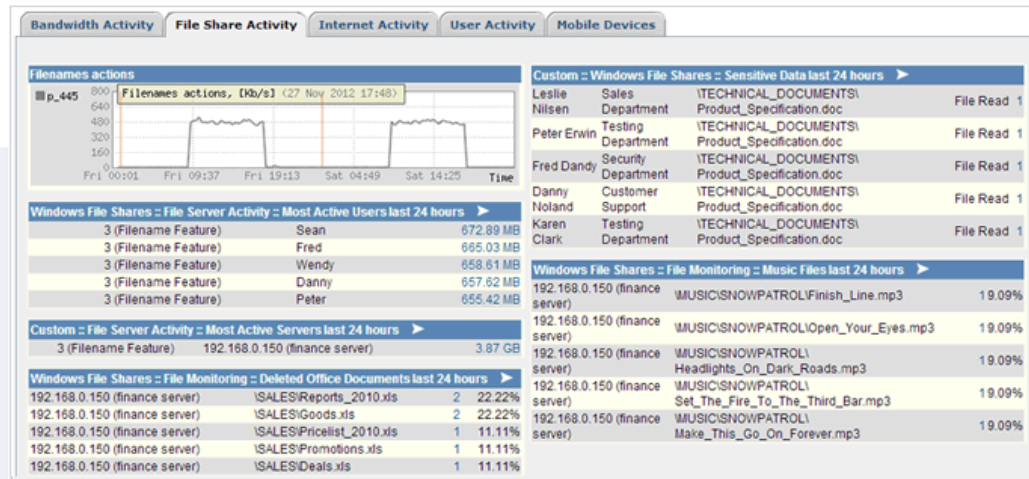 Bandwidth Activity File Share Activity Internet Activity User Activity Mobile Devices
Filenames actions
p_445
800
640
480
320
160
0
Filenames actions, [Kb/s] (27 Nov 2012 17:48)
Fri 00:01 Fri 09:37 Fri 19:13 Sat 04:49 Sat 14:25 Time
Windows File Shares :: File Server Activity :: Most Active Users last 24 hours
3 (Filename Feature) Sean 672.89 MB
3 (Filename Feature) Fred 665.03 MB
3 (Filename Feature) Wendy 658.61 MB
3 (Filename Feature) Danny 657.62 MB
3 (Filename Feature) Peter 655.42 MB
Custom :: File Server Activity :: Most Active Servers last 24 hours
3 (Filename Feature) 192.168.0.150 (finance server) 3.87 GB
Windows File Shares :: File Monitoring :: Deleted Office Documents last 24 hours
192.168.0.150 (finance server) \SALES\Reports_2010.xls 2 22.22%
192.168.0.150 (finance server) \SALES\Goods.xls 2 22.22%
192.168.0.150 (finance server) \SALES\Pricelist_2010.xls 1 11.11%
192.168.0.150 (finance server) \SALES\Promotions.xls 1 11.11%
192.168.0.150 (finance server) \SALES\Deals.xls 1 11.11%
Custom :: Windows File Shares :: Sensitive Data last 24 hours
Leslie Sales \TECHNICAL_DOCUMENTS\
Nilsen Department Product_Specification.doc File Read 1
Peter Erwin Testing \TECHNICAL_DOCUMENTS\
Department Product_Specification.doc File Read 1
Fred Dandy Security \TECHNICAL_DOCUMENTS\
Department Product_Specification.doc File Read 1
Danny Customer \TECHNICAL_DOCUMENTS\
Noland Support Product_Specification.doc File Read 1
Karen Testing \TECHNICAL_DOCUMENTS\
Clark Department Product_Specification.doc File Read 1
Windows File Shares :: File Monitoring :: Music Files last 24 hours
192.168.0.150 (finance
server) \MUSIC\SNOWPATROL\Finish_Line.mp3 1 9.09%
192.168.0.150 (finance
server) \MUSIC\SNOWPATROL\Open_Your_Eyes.mp3 1 9.09%
192.168.0.150 (finance \MUSIC\SNOWPATROL\
server) Headlights_On_Dark_Roads.mp3 1 9.09%
192.168.0.150 (finance \MUSIC\SNOWPATROL\
server) Set_The_Fire_To_The_Third_Bar.mp3 1 9.09%
192.168.0.150 (finance \MUSIC\SNOWPATROL\
server) Make_This_Go_On_Forever.mp3 1 9.09%